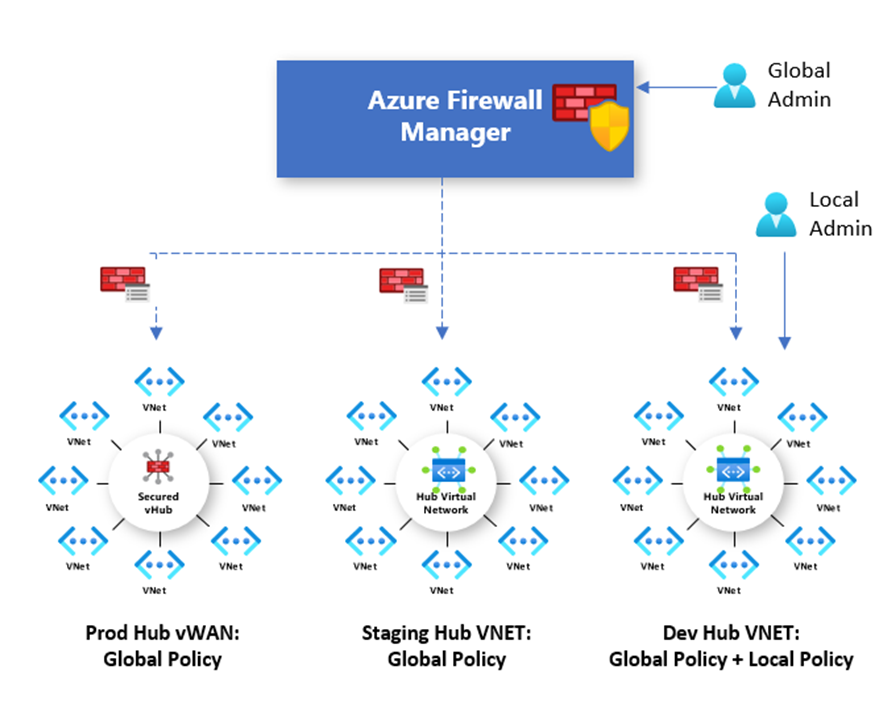 Azure Firewall
Manager
Global
Admin
Local
Admin
VNet
VNet
VNet
VNet
VNet
VNet
VNet
VNet
Secured
vHub
Prod Hub vWAN:
Global Policy
VNet
VNet
VNet
VNet
VNet
VNet
VNet
VNet
Hub Virtual
Network
Staging Hub VNET:
Global Policy
VNet
VNet
VNet
VNet
VNet
VNet
VNet
VNet
Hub Virtual
Network
Dev Hub VNET:
Global Policy + Local Policy